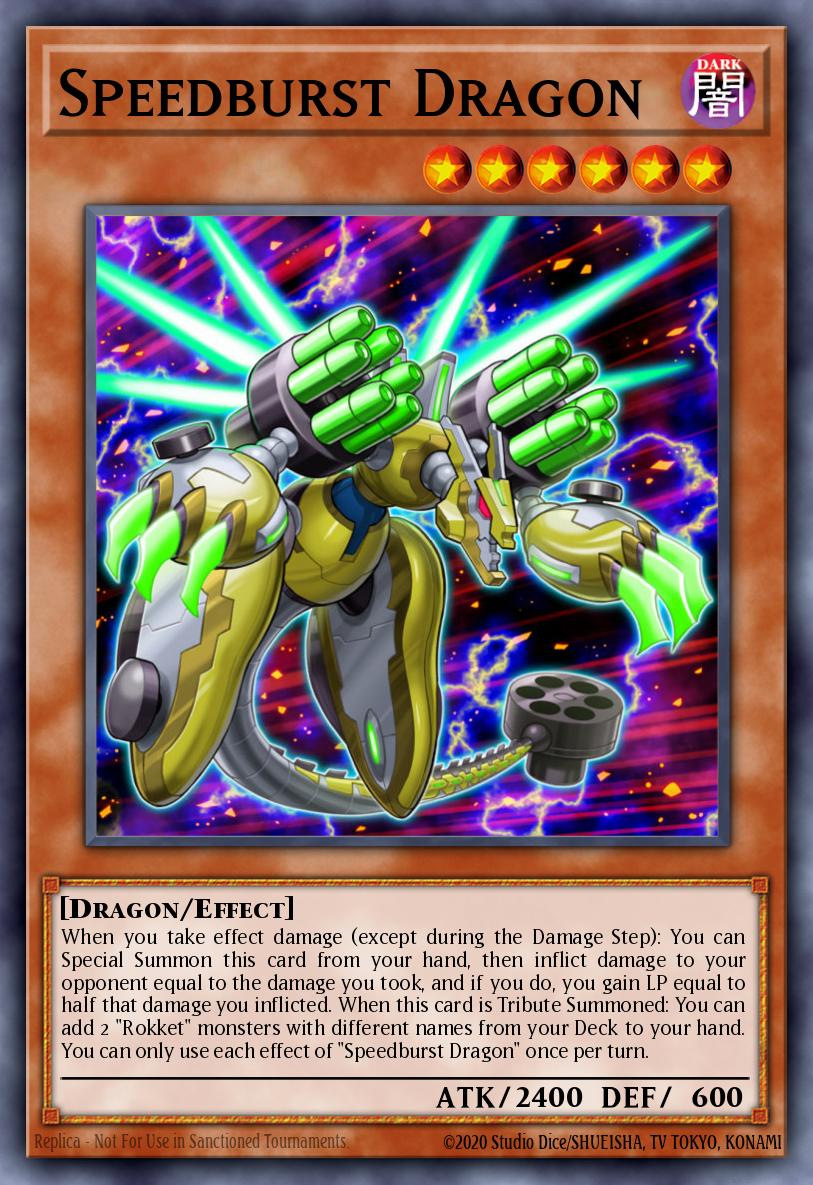 Speedburst Dragon
DARK
闇
[Dragon/Effect]
When you take effect damage (except during the Damage Step): You can
Special Summon this card from your hand, then inflict damage to your
opponent equal to the damage you took, and if you do, you gain LP equal to
half that damage you inflicted. When this card is Tribute Summoned: You can
add 2 "Rokket" monsters with different names from your Deck to your hand.
You can only use each effect of "Speedburst Dragon" once per turn.
ATK/2400 DEF/ 600
Replica - Not For Use in Sanctioned Tournaments.
©2020 Studio Dice/SHUEISHA, TV TOKYO, KONAMI